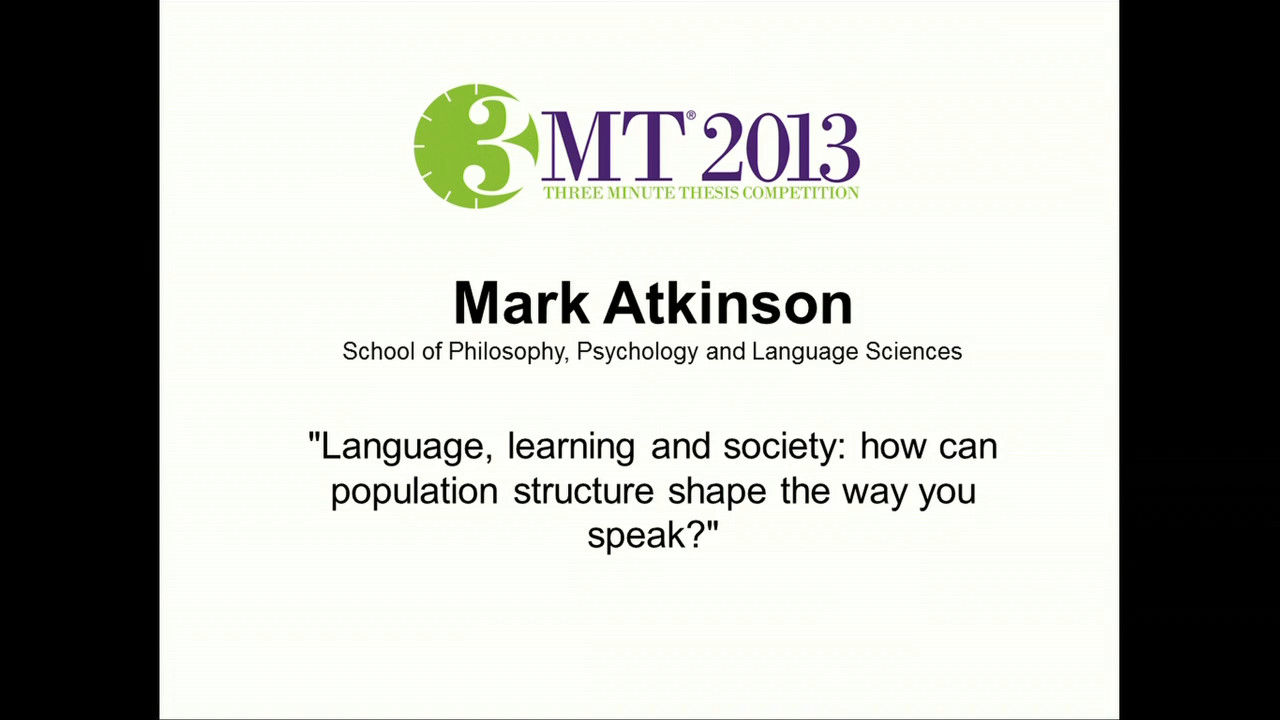 3MT® 2013
THREE MINUTE THESIS COMPETITION
Mark Atkinson
School of Philosophy, Psychology and Language Sciences
"Language, learning and society: how can
population structure shape the way you
speak?"